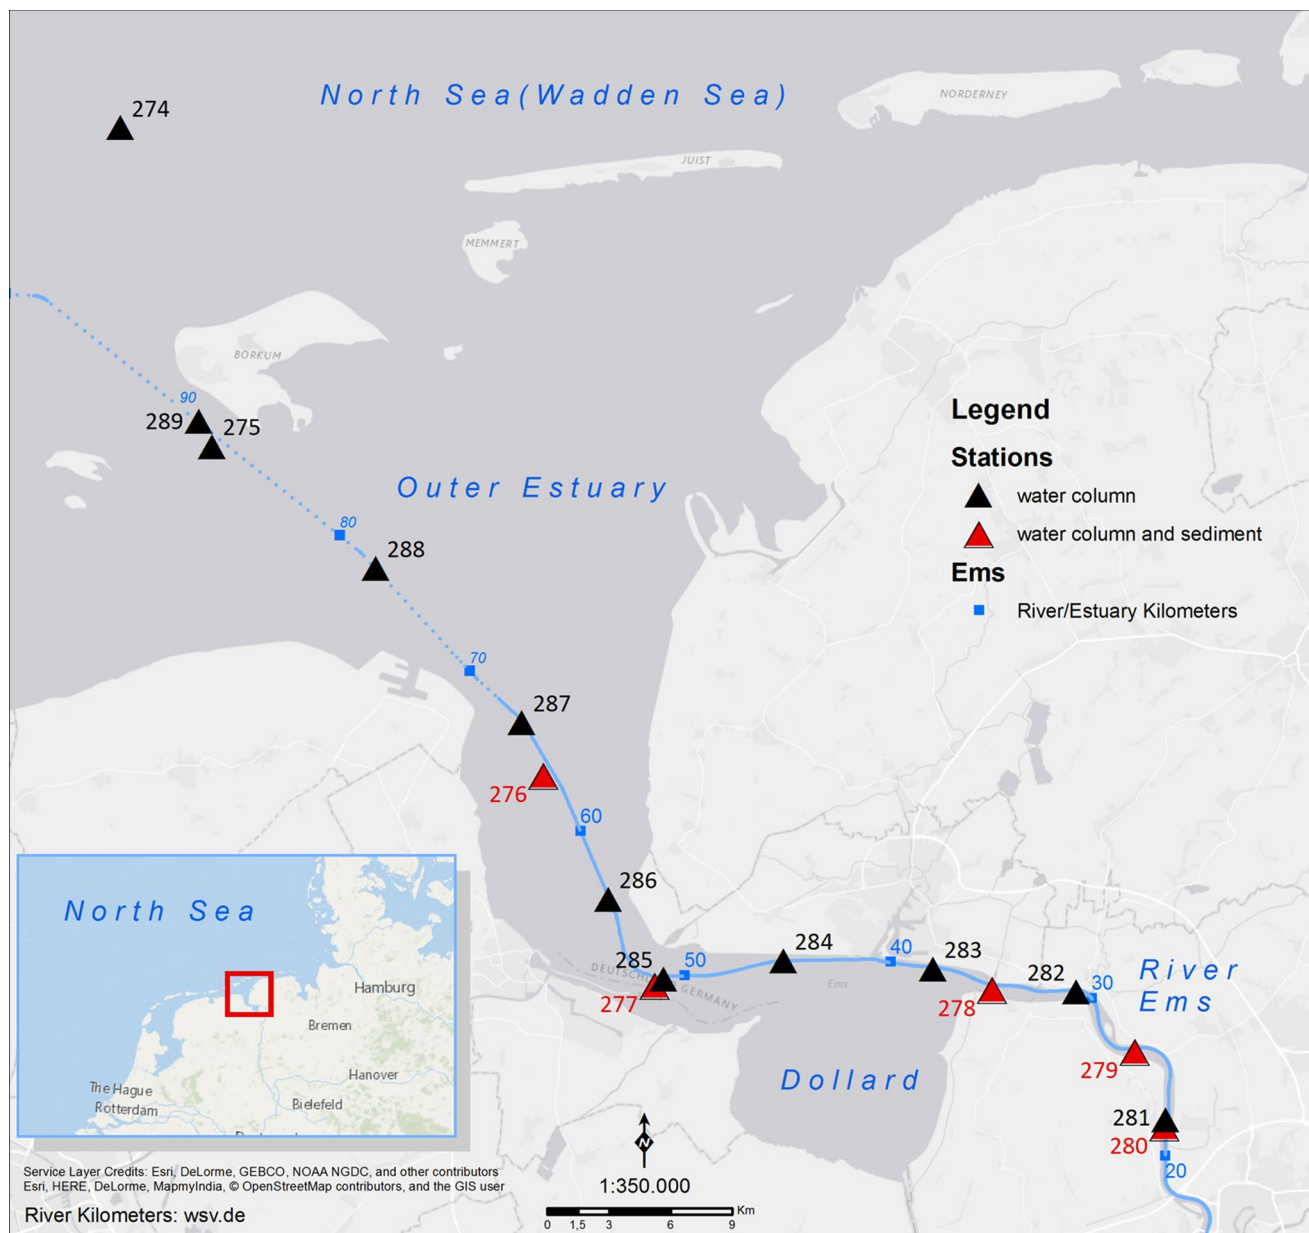 274
North Sea (Wadden Sea)
NORDERNEY
JUIST
MEMMERT
BORKUM
90
289
275
Outer Estuary
80
288
Legend
Stations
water column
water column and sediment
Ems
River/Estuary Kilometers
70
287
276
60
286
285
50
284
40
283
282
30
River
Ems
277
DEUTSCHL
GERMANY
Ems
278
279
Dollard
281
280
20
North Sea
Hamburg
Bremen
Hanover
The Hague
Rotterdam
Bielefeld
N
1:350.000
0 1,5 3 6 9 Km
Service Layer Credits: Esri, DeLorme, GEBCO, NOAA NGDC, and other contributors
Esri, HERE, DeLorme, MapmyIndia, © OpenStreetMap contributors, and the GIS user
River Kilometers: wsv.de